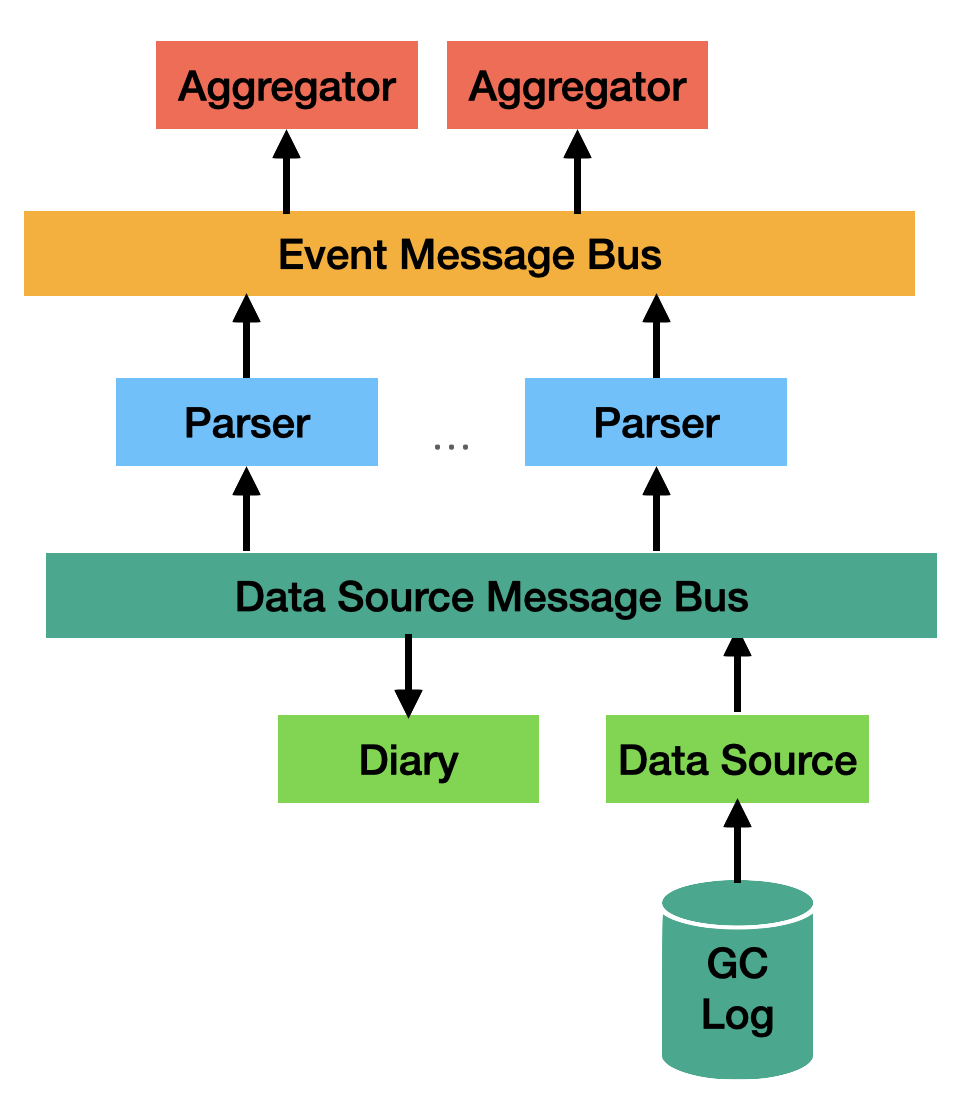 Aggregator
Aggregator
Event Message Bus
Parser
...
Parser
Data Source Message Bus
Diary
Data Source
GC
Log